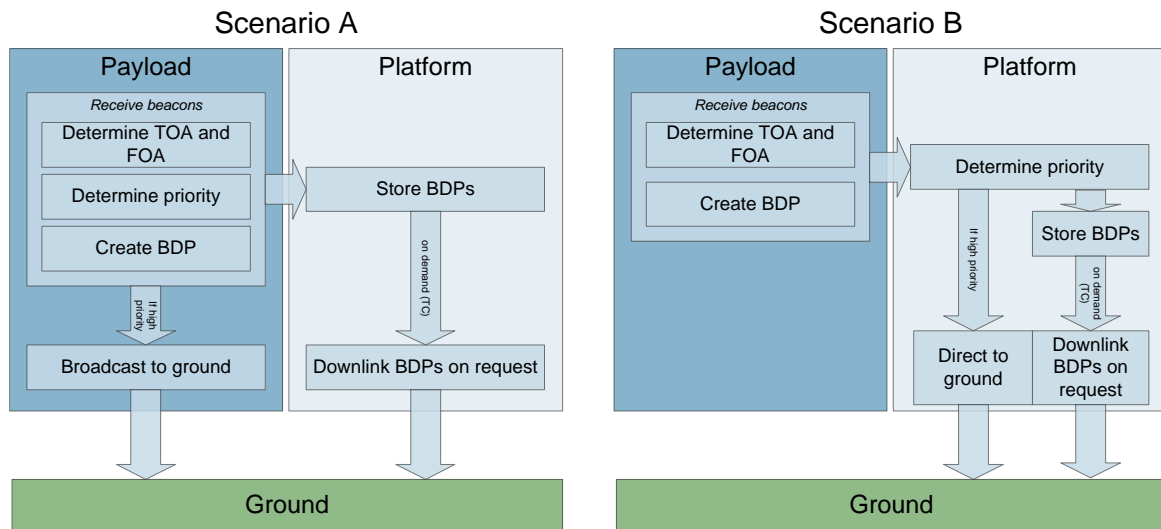 Scenario A
Payload
Platform
Receive beacons
Determine TOA and
FOA
Determine priority
Create BDP
Store BDPs
If high
priority
on demand (TC)
Broadcast to ground
Downlink BDPs on request
Ground
Scenario B
Payload
Platform
Receive beacons
Determine TOA and
FOA
Create BDP
Determine priority
Store BDPs
If high priority
on demand
(TC)
Direct to
ground
Downlink
BDPs on
request
Ground